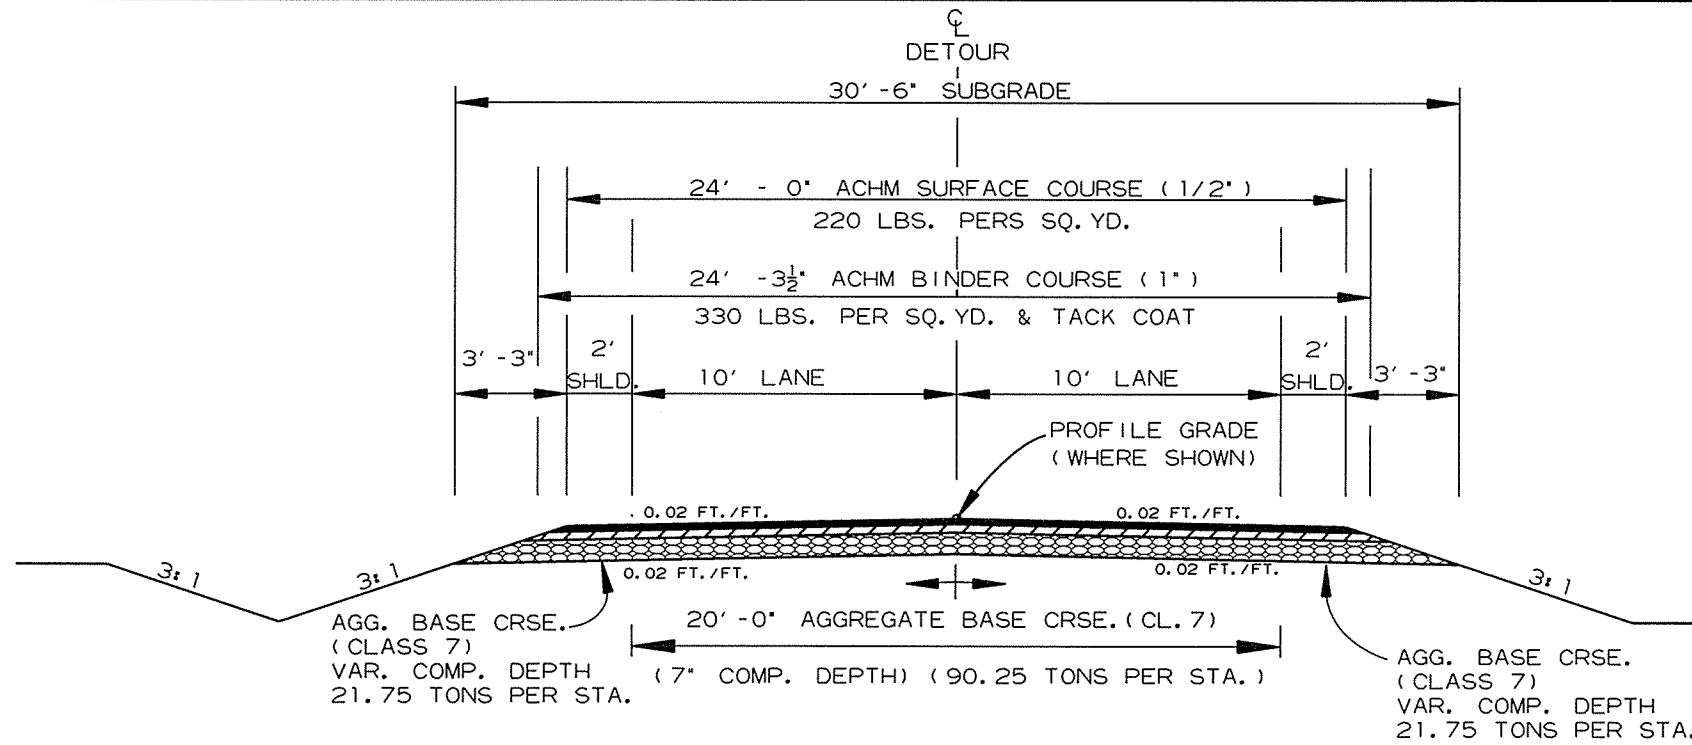 ℄
DETOUR
30'-6" SUBGRADE
24' - 0" ACHM SURFACE COURSE (1/2")
220 LBS. PERS SQ.YD.
24' -3½" ACHM BINDER COURSE (1")
330 LBS. PER SQ.YD. & TACK COAT
3'-3"
2'
SHLD.
10' LANE
10' LANE
2'
SHLD.
3'-3"
PROFILE GRADE
(WHERE SHOWN)
0.02 FT./FT.
0.02 FT./FT.
3:1
3:1
0.02 FT./FT.
0.02 FT./FT.
3:1
AGG. BASE CRSE.
(CLASS 7)
VAR. COMP. DEPTH
21.75 TONS PER STA.
20'-0" AGGREGATE BASE CRSE.(CL.7)
(7" COMP. DEPTH) (90.25 TONS PER STA.)
AGG. BASE CRSE.
(CLASS 7)
VAR. COMP. DEPTH
21.75 TONS PER STA.